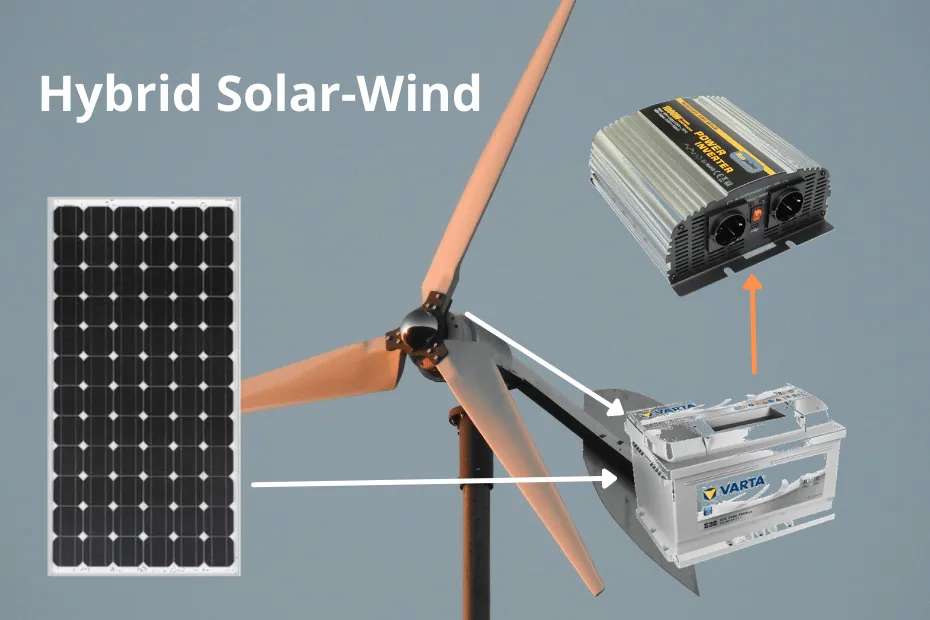 Hybrid Solar-Wind
POWER
INVERTER
VARTA
VARTA